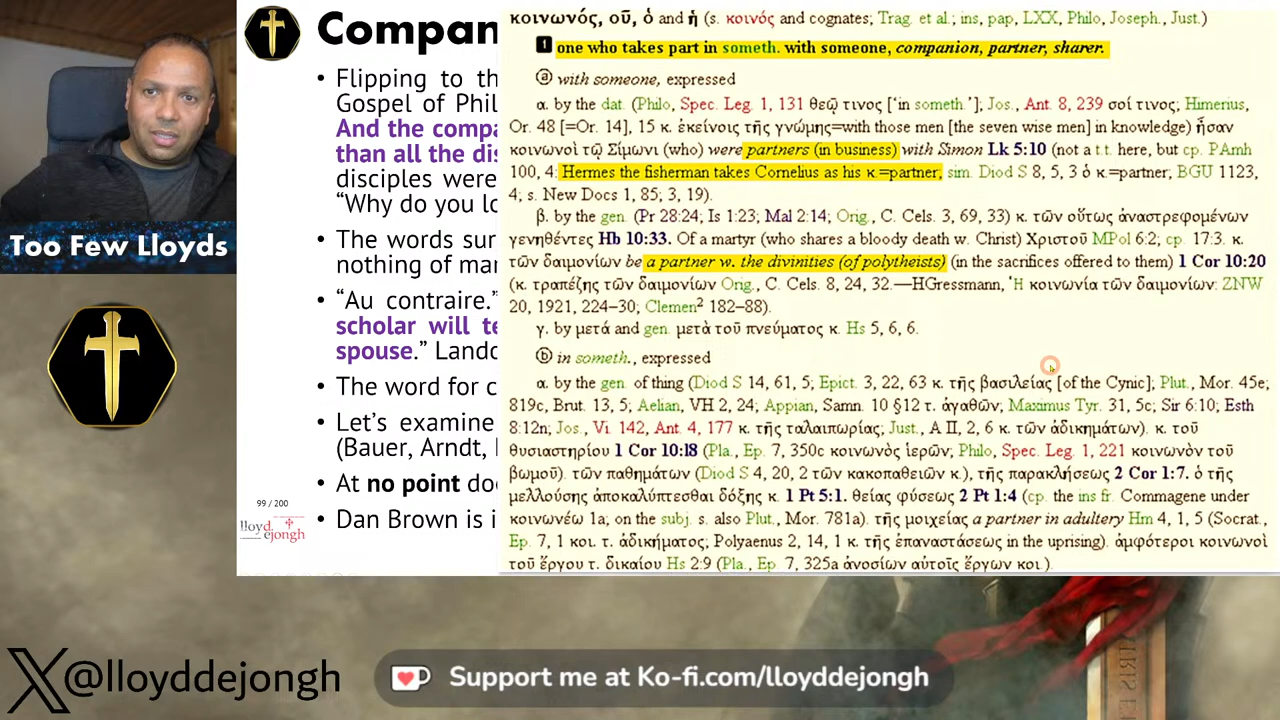 Compan
• Flipping to th
Gospel of Phil
And the compa
than all the dis
disciples were
“Why do you lo
• The words sur
nothing of mar
• “Au contraire.”
scholar will te
spouse.” Lando
• The word for c
• Let’s examine
(Bauer, Arndt,
• At no point doe
• Dan Brown is i
99 / 200
lloyd
dejongh
κοινωνός, οῦ, ὁ and ἡ (s. κοινός and cognates; Trag. et al.; ins, pap, LXX, Philo, Joseph., Just.)
1 one who takes part in someth. with someone, companion, partner, sharer.
ⓐ with someone, expressed
α. by the dat. (Philo, Spec. Leg. 1, 131 θεῷ τινος [‘in someth.’]; Jos., Ant. 8, 239 σοί τινος; Himerius,
Or. 48 [=Or. 14], 15 κ. ἐκείνοις τῆς γνώμης=with those men [the seven wise men] in knowledge) ἦσαν
κοινωνοὶ τῷ Σίμωνι (who) were partners (in business) with Simon Lk 5:10 (not a t.t. here, but cp. PAmh
100, 4: Hermes the fisherman takes Cornelius as his κ.=partner, sim. Diod S 8, 5, 3 ὁ κ.=partner; BGU 1123,
4; s. New Docs 1, 85; 3, 19).
β. by the gen. (Pr 28:24; Is 1:23; Mal 2:14; Orig., C. Cels. 3, 69, 33) κ. τῶν οὕτως ἀναστρεφομένων
γενηθέντες Hb 10:33. Of a martyr (who shares a bloody death w. Christ) Χριστοῦ MPol 6:2; cp. 17:3. κ.
τῶν δαιμονίων be a partner w. the divinities (of polytheists) (in the sacrifices offered to them) 1 Cor 10:20
(κ. τραπέζης τῶν δαιμονίων Orig., C. Cels. 8, 24, 32.—HGressmann, Ἡ κοινωνία τῶν δαιμονίων: ZNW
20, 1921, 224–30; Clemen² 182–88).
γ. by μετά and gen. μετὰ τοῦ πνεύματος κ. Hs 5, 6, 6.
ⓑ in someth., expressed
α. by the gen. of thing (Diod S 14, 61, 5; Epict. 3, 22, 63 κ. τῆς βασιλείας [of the Cynic]; Plut., Mor. 45e;
819c, Brut. 13, 5; Aelian, VH 2, 24; Appian, Samn. 10 §12 τ. ἀγαθῶν; Maximus Tyr. 31, 5c; Sir 6:10; Esth
8:12n; Jos., Vi. 142, Ant. 4, 177 κ. τῆς ταλαιπωρίας; Just., A II, 2, 6 κ. τῶν ἀδικημάτων). κ. τοῦ
θυσιαστηρίου 1 Cor 10:18 (Pla., Ep. 7, 350c κοινωνὸς ἱερῶν; Philo, Spec. Leg. 1, 221 κοινωνὸν τοῦ
βωμοῦ). τῶν παθημάτων (Diod S 4, 20, 2 τῶν κακοπαθειῶν κ.), τῆς παρακλήσεως 2 Cor 1:7. ὁ τῆς
μελλούσης ἀποκαλύπτεσθαι δόξης κ. 1 Pt 5:1. θείας φύσεως 2 Pt 1:4 (cp. the ins fr. Commagene under
κοινωνέω 1a; on the subj. s. also Plut., Mor. 781a). τῆς μοιχείας a partner in adultery Hm 4, 1, 5 (Socrat.,
Ep. 7, 1 κοι. τ. ἀδικήματος; Polyaenus 2, 14, 1 κ. τῆς ἐπαναστάσεως in the uprising). ἀμφότεροι κοινωνοὶ
τοῦ ἔργου τ. δικαίου Hs 2:9 (Pla., Ep. 7, 325a ἀνοσίων αὐτοῖς ἔργων κοι.).
Too Few Lloyds
X@lloyddejongh
Support me at Ko-fi.com/lloyddejongh